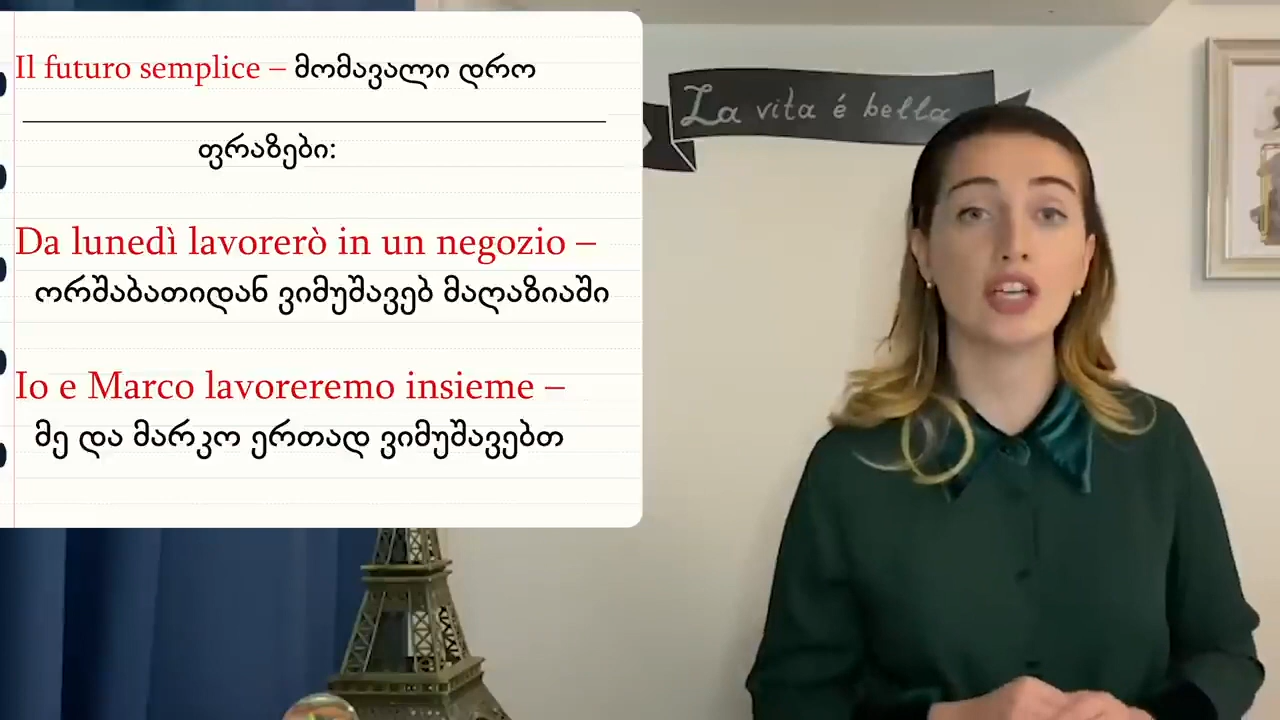 Il futuro semplice – მომავალი დრო
ფრაზები:
Da lunedì lavorerò in un negozio –
ორშაბათიდან ვიმუშავებ მაღაზიაში
Io e Marco lavoreremo insieme –
მე და მარკო ერთად ვიმუშავებთ
La vita é bella